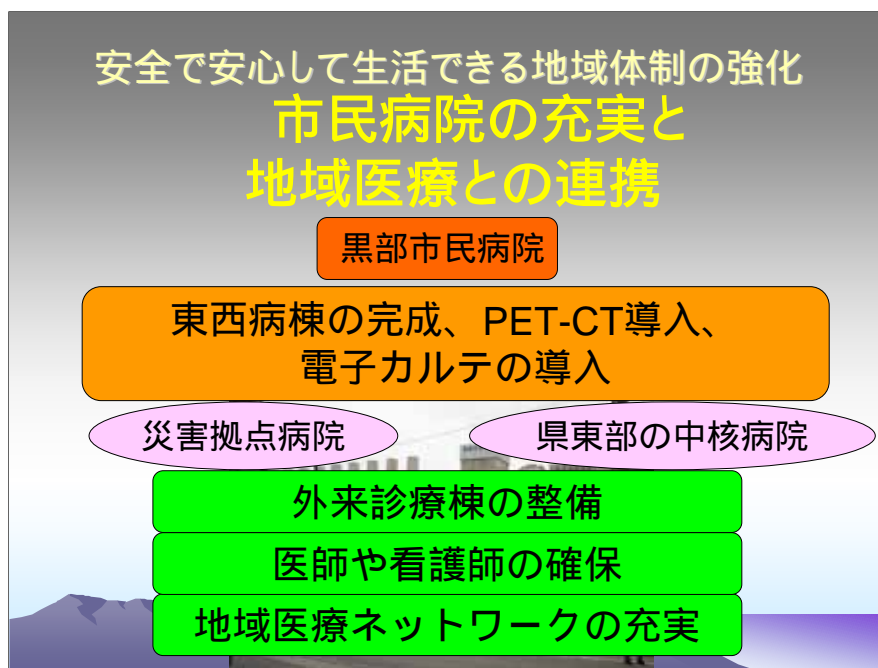 安全で安心して生活できる地域体制の強化
市民病院の充実と
地域医療との連携
黒部市民病院
東西病棟の完成、PET-CT導入、
電子カルテの導入
災害拠点病院
県東部の中核病院
外来診療棟の整備
医師や看護師の確保
地域医療ネットワークの充実